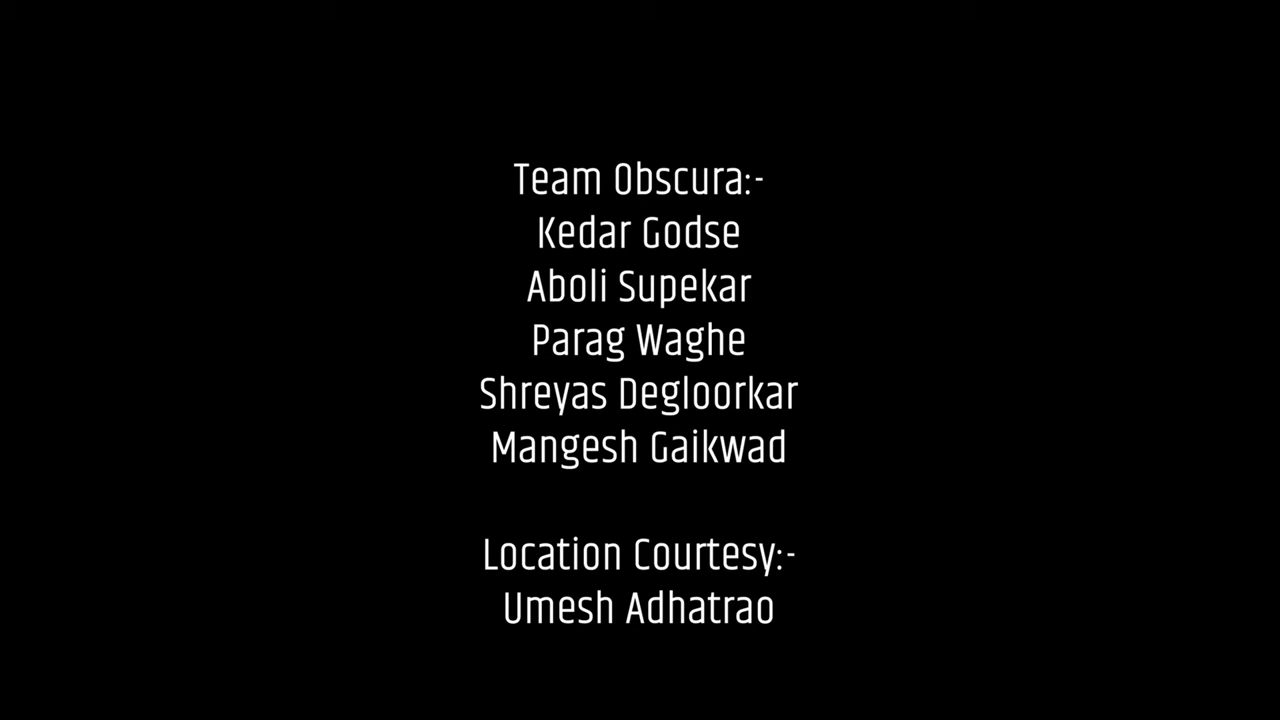 Team Obscura:-
Kedar Godse
Aboli Supekar
Parag Waghe
Shreyas Degloorkar
Mangesh Gaikwad
Location Courtesy:-
Umesh Adhatrao